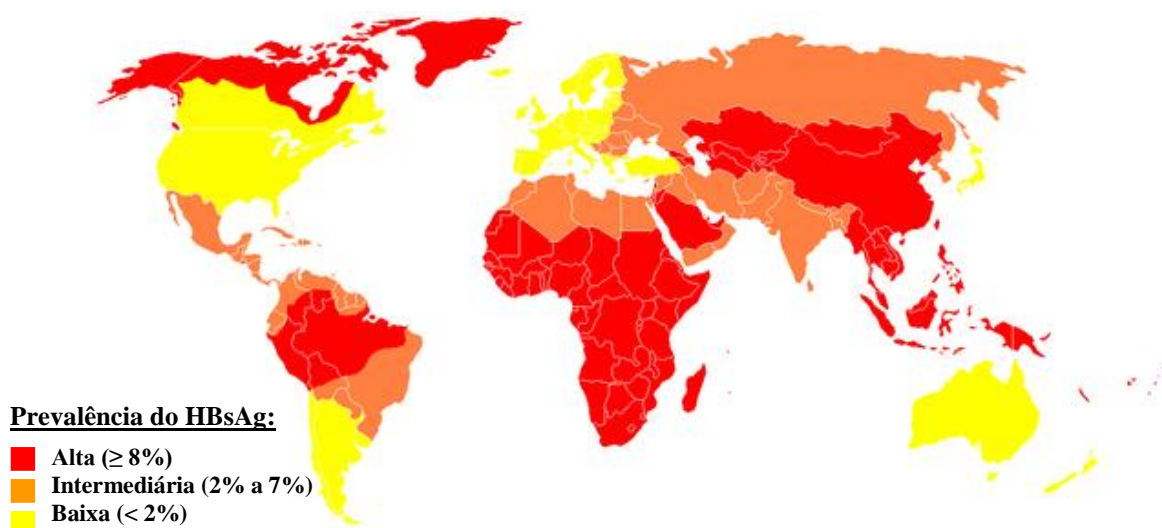 Prevalência do HBsAg:
Alta (≥ 8%)
Intermediária (2% a 7%)
Baixa (< 2%)